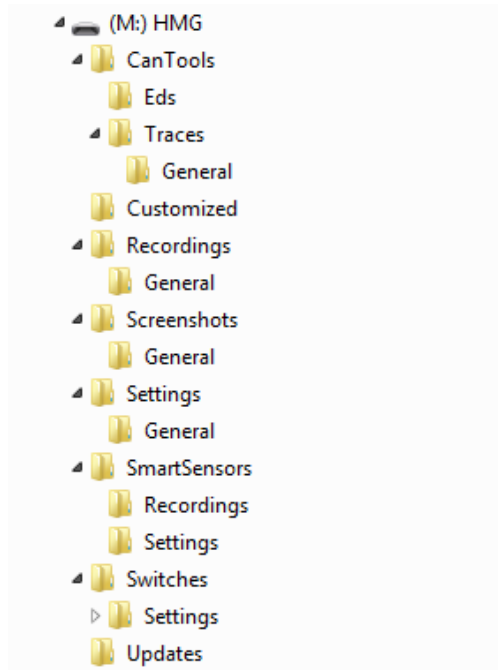 (M:) HMG
CanTools
Eds
Traces
General
Customized
Recordings
General
Screenshots
General
Settings
General
SmartSensors
Recordings
Settings
Switches
Settings
Updates